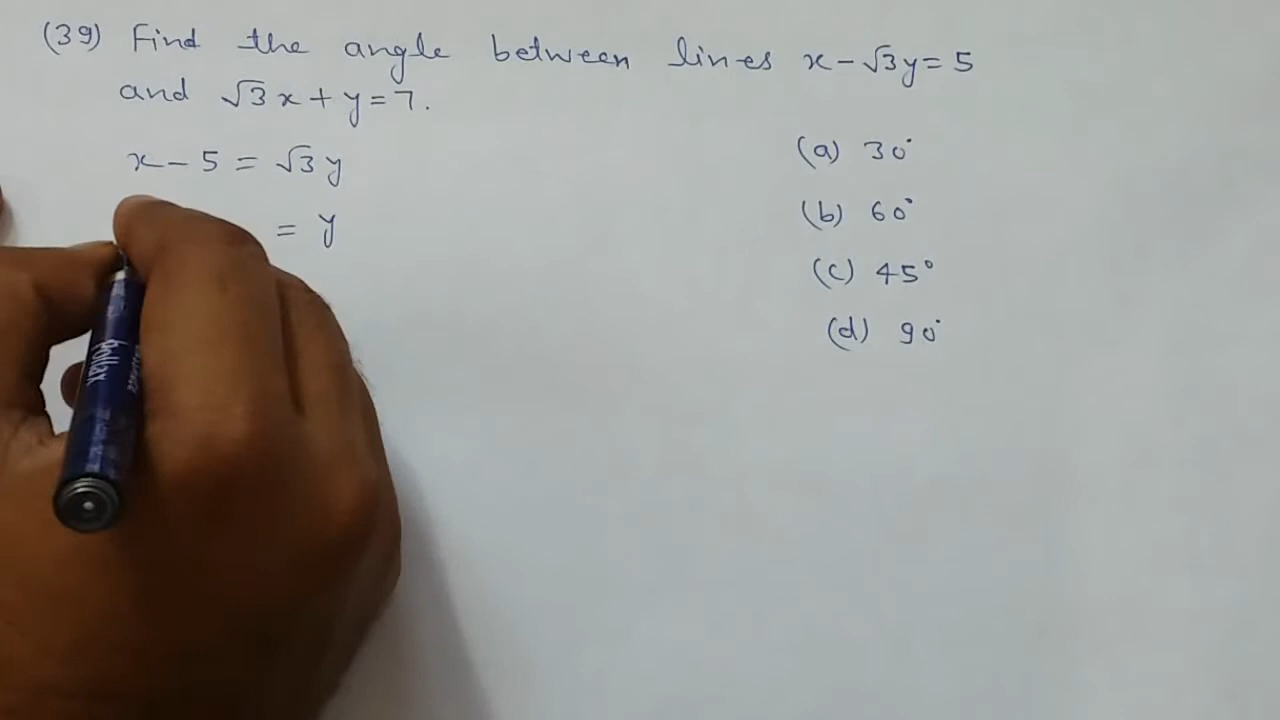 (39) Find the angle between lines x - √3y = 5
and √3x + y = 7.
x - 5 = √3y
= y
(a) 30°
(b) 60°
(c) 45°
(d) 90°